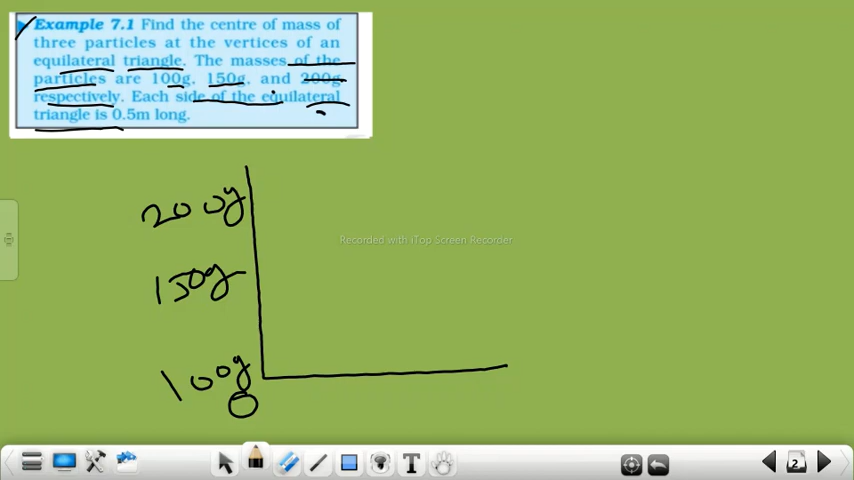 Example 7.1 Find the centre of mass of
three particles at the vertices of an
equilateral triangle. The masses of the
particles are 100g, 150g, and 200g
respectively. Each side of the equilateral
triangle is 0.5m long.
Recorded with iTop Screen Recorder
200g
150g
100g
O
T
2